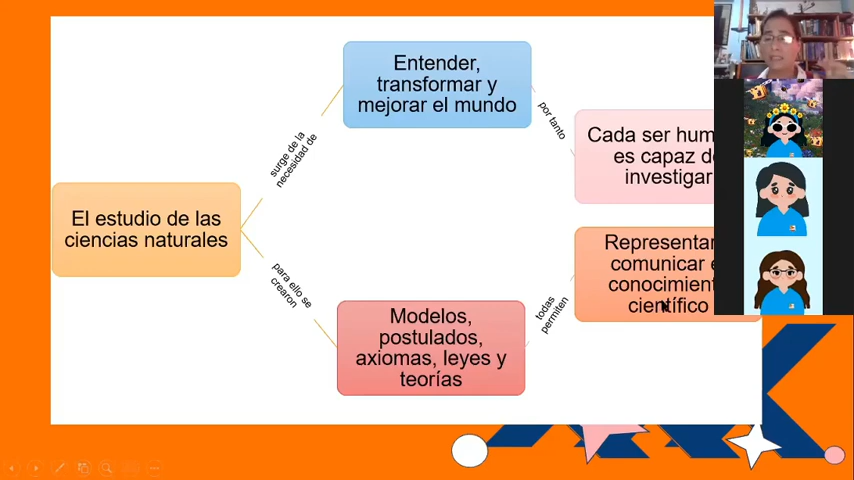 Entender,
transformar y
mejorar el mundo
por tanto
Cada ser hum
es capaz d
investigar
surge de la
necesidad de
El estudio de las
ciencias naturales
para ello se
crearon
Modelos,
postulados,
axiomas, leyes y
teorías
todas
permiten
Representar
comunicar e
conocimient
científico